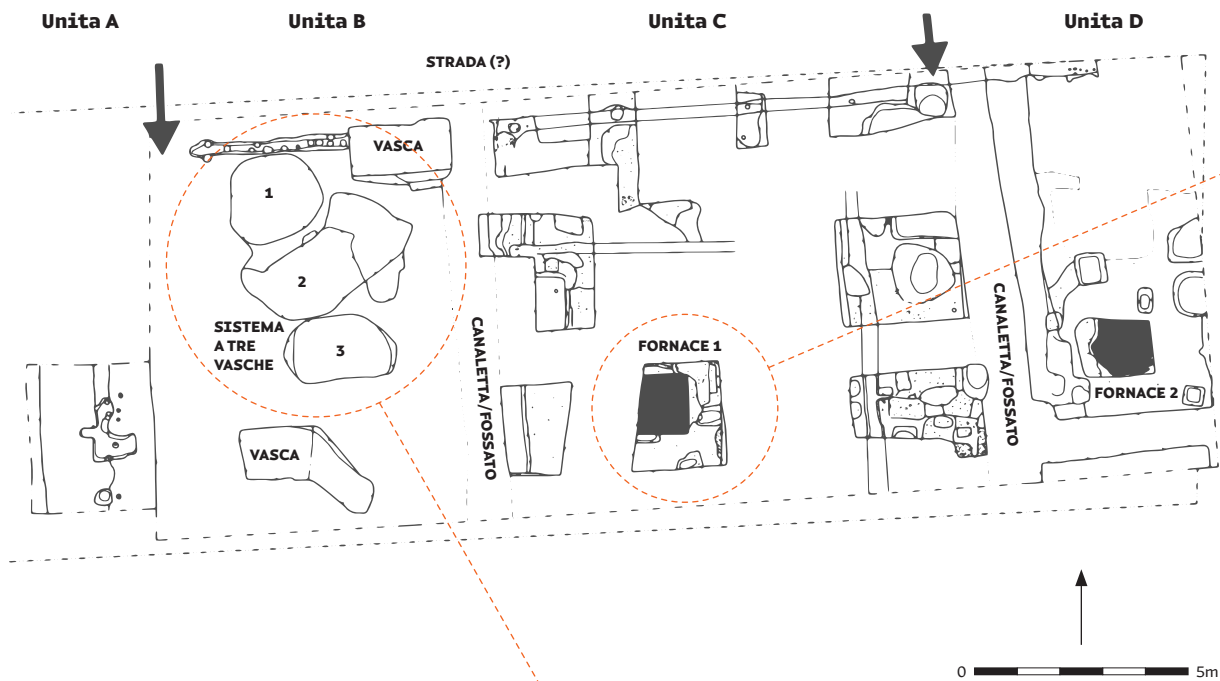 Unita A
Unita B
Unita C
Unita D
STRADA (?)
VASCA
1
2
3
SISTEMA
A TRE
VASCHE
VASCA
CANALETTA/FOSSATO
FORNACE 1
CANALETTA/FOSSATO
FORNACE 2
0
5m